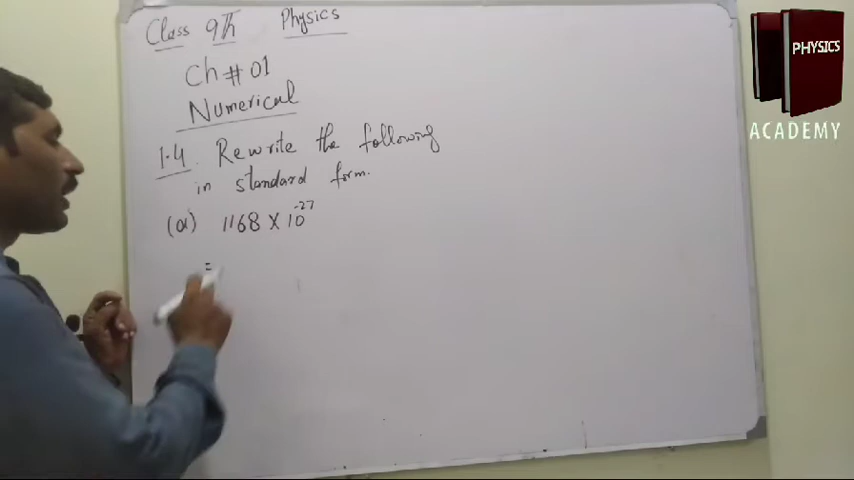 Class 9th Physics
Ch # 01
Numerical
1.4. Rewrite the following
in standard form.
(a) 1168 X 10⁻²⁷
=
PHYSICS
ACADEMY